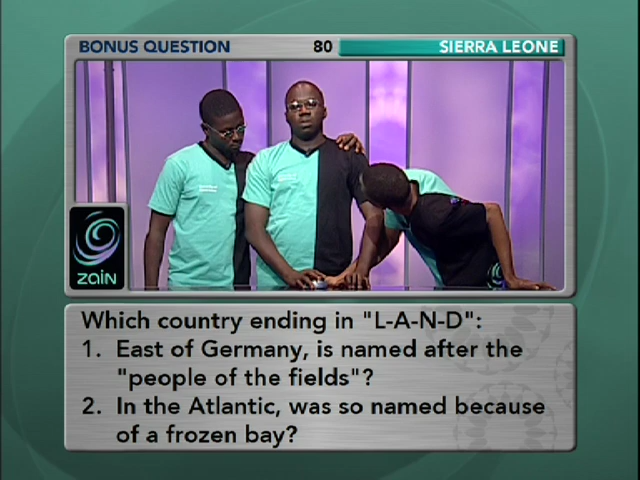 BONUS QUESTION 80 SIERRA LEONE
zain
Which country ending in "L-A-N-D":
1. East of Germany, is named after the
"people of the fields"?
2. In the Atlantic, was so named because
of a frozen bay?